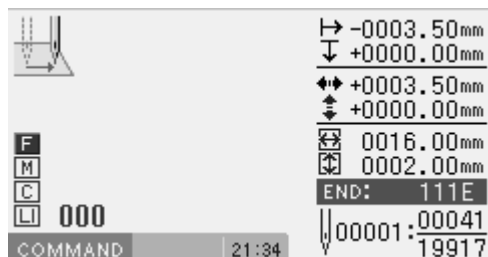 -0003.50mm
+0000.00mm
+0003.50mm
+0000.00mm
F
M
C
LI 000
0016.00mm
0002.00mm
END: 111E
00001:00041
19917
COMMAND 21:34